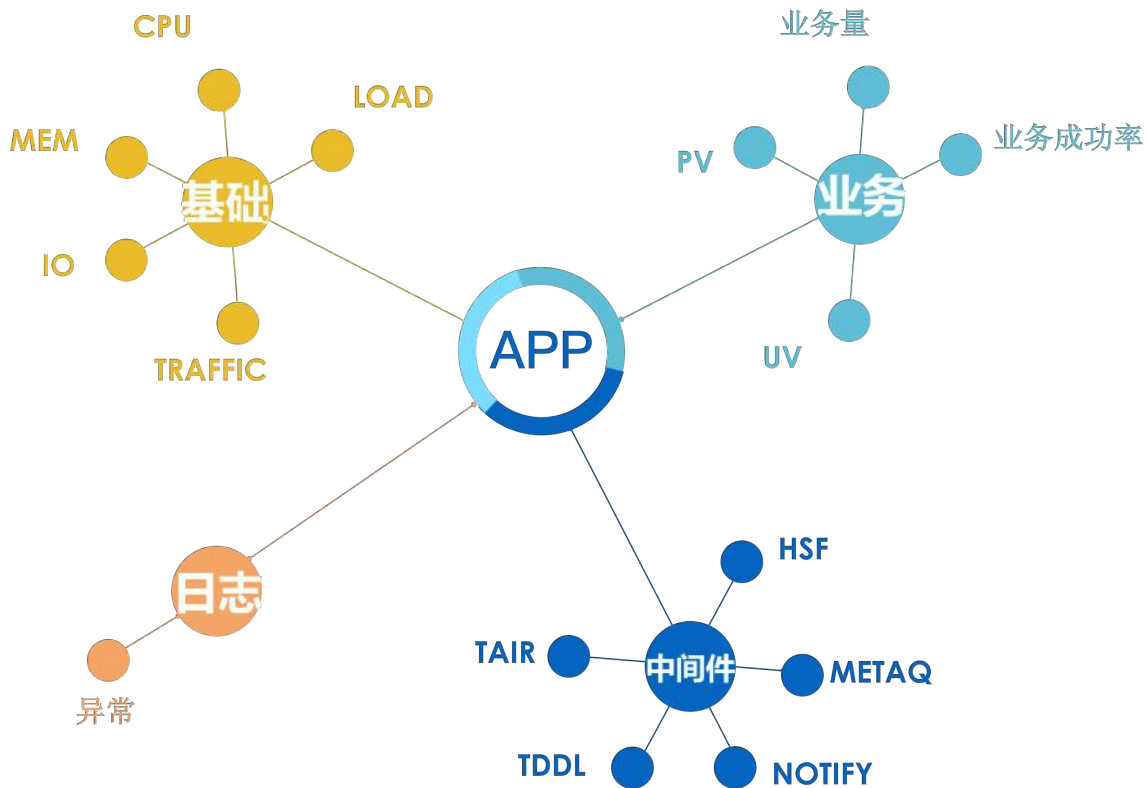 CPU
LOAD
MEM
基础
IO
TRAFFIC
业务量
业务成功率
PV
业务
UV
APP
日志
异常
HSF
TAIR
中间件
METAQ
TDDL
NOTIFY